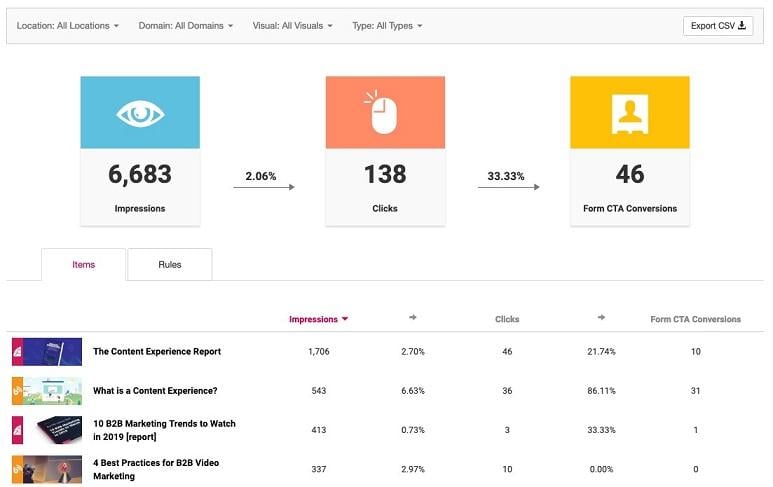 Location: All Locations Domain: All Domains Visual: All Visuals Type: All Types Export CSV
6,683 2.06% 138 33.33% 46
Impressions Clicks Form CTA Conversions
Items Rules
Impressions Clicks Form CTA Conversions
The Content Experience Report 1,706 2.70% 46 21.74% 10
What is a Content Experience? 543 6.63% 36 86.11% 31
10 B2B Marketing Trends to Watch
in 2019 [report] 413 0.73% 3 33.33% 1
4 Best Practices for B2B Video
Marketing 337 2.97% 10 0.00% 0